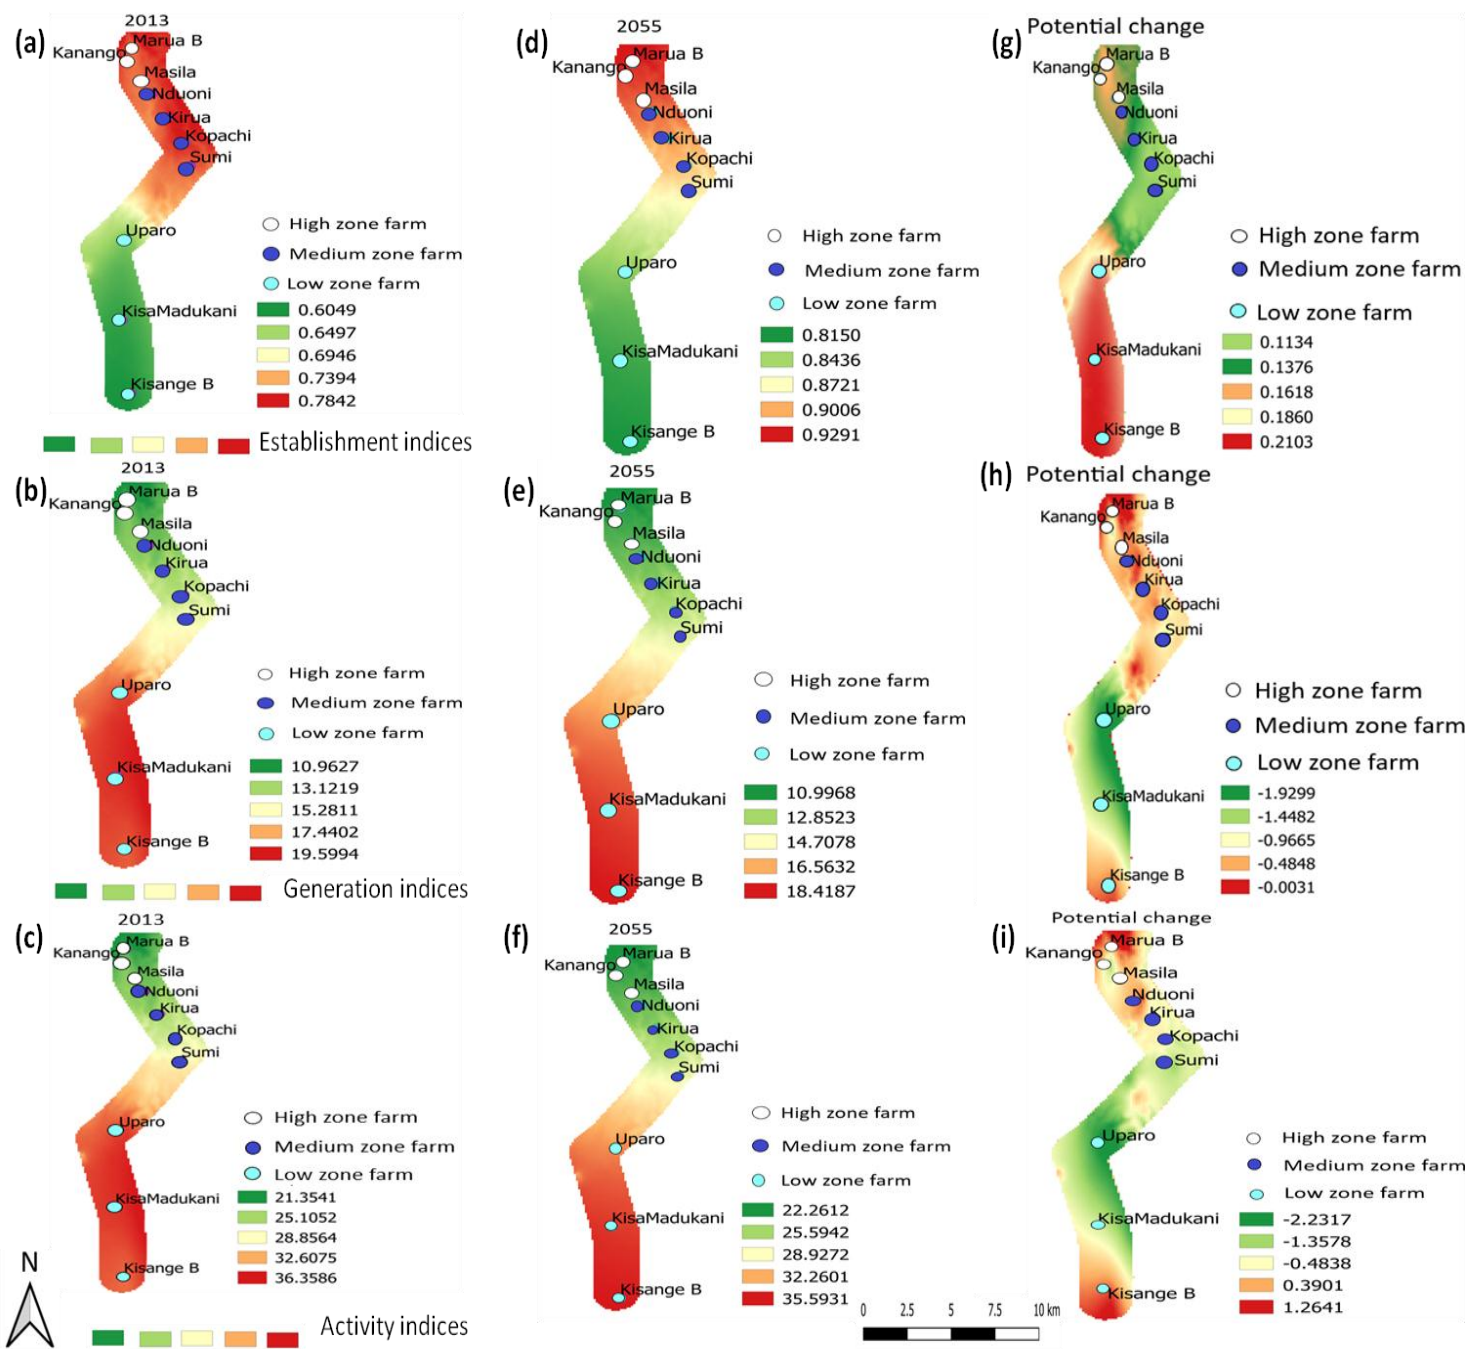 (a)
2013
Marua B
Kanango
Masila
Nduoni
Kirua
Kopachi
Sumi
Uparo
KisaMadukani
Kisange B
High zone farm
Medium zone farm
Low zone farm
0.6049
0.6497
0.6946
0.7394
0.7842
Establishment indices
(d)
2055
Marua B
Kanango
Masila
Nduoni
Kirua
Kopachi
Sumi
Uparo
KisaMadukani
Kisange B
High zone farm
Medium zone farm
Low zone farm
0.8150
0.8436
0.8721
0.9006
0.9291
(g)
Potential change
Marua B
Kanango
Masila
Nduoni
Kirua
Kopachi
Sumi
Uparo
KisaMadukani
Kisange B
High zone farm
Medium zone farm
Low zone farm
0.1134
0.1376
0.1618
0.1860
0.2103
(b)
2013
Marua B
Kanango
Masila
Nduoni
Kirua
Kopachi
Sumi
Uparo
KisaMadukani
Kisange B
High zone farm
Medium zone farm
Low zone farm
10.9627
13.1219
15.2811
17.4402
19.5994
Generation indices
(e)
2055
Marua B
Kanango
Masila
Nduoni
Kirua
Kopachi
Sumi
Uparo
KisaMadukani
Kisange B
High zone farm
Medium zone farm
Low zone farm
10.9968
12.8523
14.7078
16.5632
18.4187
(h)
Potential change
Marua B
Kanango
Masila
Nduoni
Kirua
Kopachi
Sumi
Uparo
KisaMadukani
Kisange B
High zone farm
Medium zone farm
Low zone farm
-1.9299
-1.4482
-0.9665
-0.4848
-0.0031
(c)
2013
Marua B
Kanango
Masila
Nduoni
Kirua
Kopachi
Sumi
Uparo
KisaMadukani
Kisange B
High zone farm
Medium zone farm
Low zone farm
21.3541
25.1052
28.8564
32.6075
36.3586
N
Activity indices
(f)
2055
Marua B
Kanango
Masila
Nduoni
Kirua
Kopachi
Sumi
Uparo
KisaMadukani
Kisange B
High zone farm
Medium zone farm
Low zone farm
22.2612
25.5942
28.9272
32.2601
35.5931
0 2.5 5 7.5 10 km
(i)
Potential change
Marua B
Kanango
Masila
Nduoni
Kirua
Kopachi
Sumi
Uparo
KisaMadukani
Kisange B
High zone farm
Medium zone farm
Low zone farm
-2.2317
-1.3578
-0.4838
0.3901
1.2641